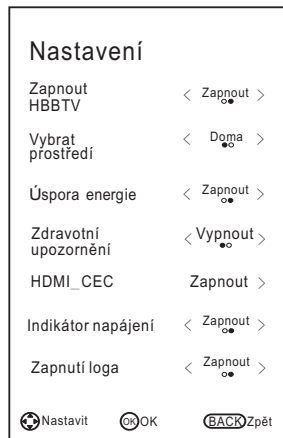 Nastavení
Zapnout
HBBTV
< Zapnout >
Vybrat
prostředí
< Doma >
Úspora energie
< Zapnout >
Zdravotní
upozornění
< Vypnout >
HDMI_CEC
Zapnout >
Indikátor napájení
< Zapnout >
Zapnutí loga
< Zapnout >
Nastavit
OK OK
BACK Zpět